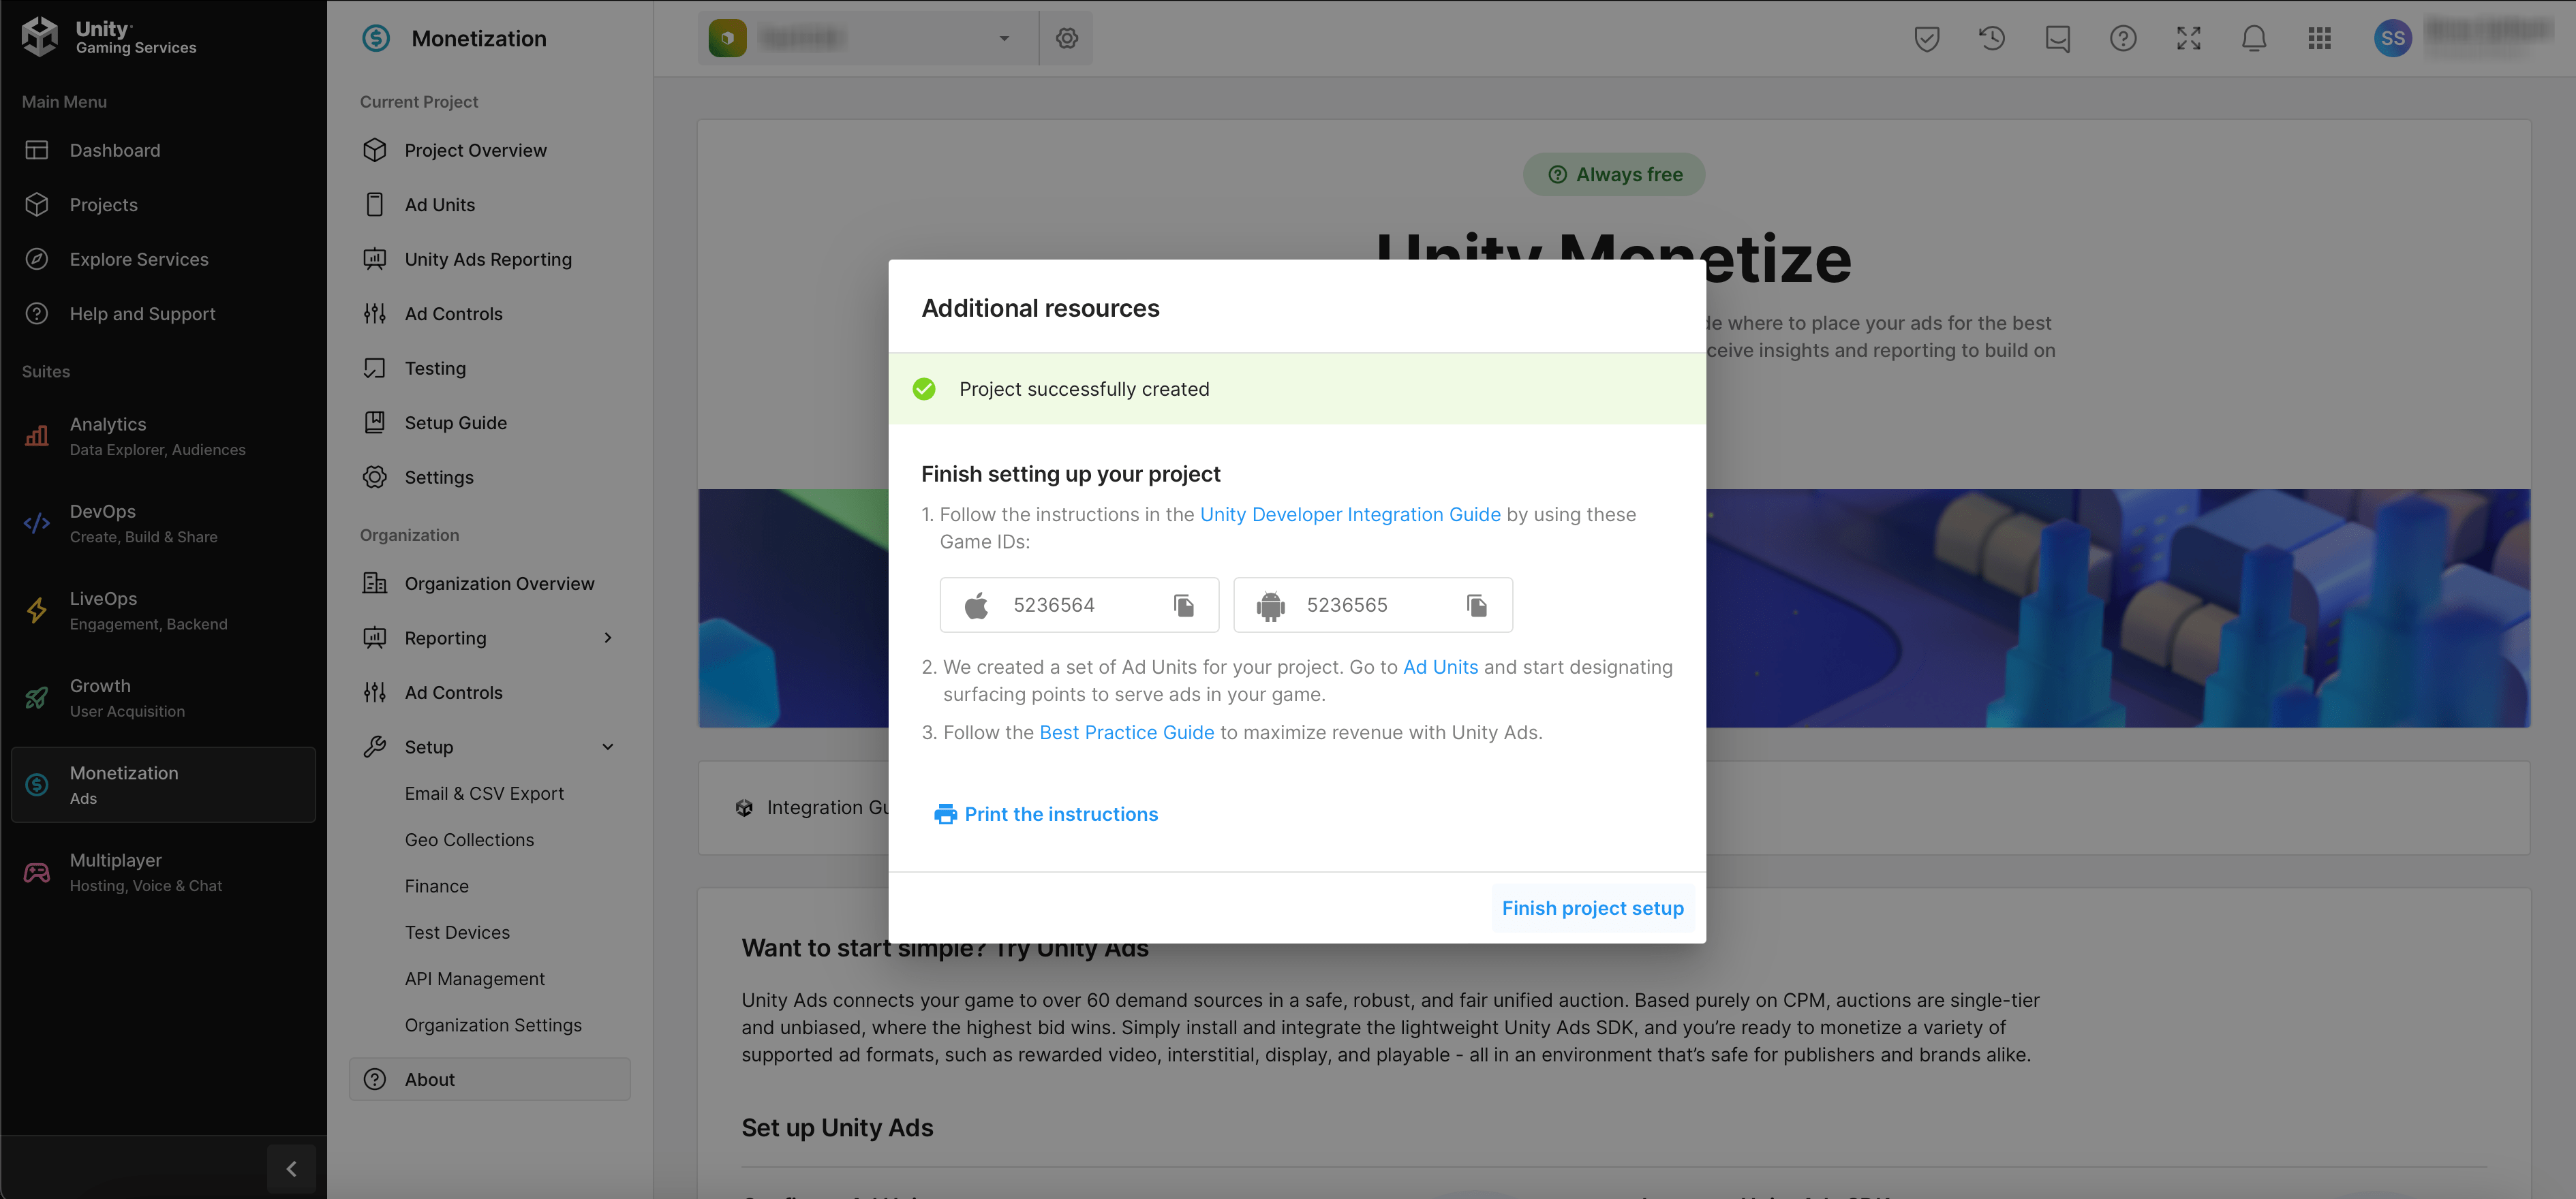 Unity
Gaming Services
Main Menu
Dashboard
Projects
Explore Services
Help and Support
Suites
Analytics
Data Explorer, Audiences
DevOps
Create, Build & Share
LiveOps
Engagement, Backend
Growth
User Acquisition
Monetization
Ads
Multiplayer
Hosting, Voice & Chat
Monetization
Current Project
Project Overview
Ad Units
Unity Ads Reporting
Ad Controls
Testing
Setup Guide
Settings
Organization
Organization Overview
Reporting
Ad Controls
Setup
Email & CSV Export
Geo Collections
Finance
Test Devices
API Management
Organization Settings
About
SS
Always free
Unity Monetize
where to place your ads for the best
insights and reporting to build on
Additional resources
Project successfully created
Finish setting up your project
1. Follow the instructions in the Unity Developer Integration Guide by using these
Game IDs:
5236564
5236565
2. We created a set of Ad Units for your project. Go to Ad Units and start designating
surfacing points to serve ads in your game.
3. Follow the Best Practice Guide to maximize revenue with Unity Ads.
Print the instructions
Finish project setup
Integration
Want to start simple? Try Unity Ads
Unity Ads connects your game to over 60 demand sources in a safe, robust, and fair unified auction. Based purely on CPM, auctions are single-tier
and unbiased, where the highest bid wins. Simply install and integrate the lightweight Unity Ads SDK, and you're ready to monetize a variety of
supported ad formats, such as rewarded video, interstitial, display, and playable - all in an environment that's safe for publishers and brands alike.
Set up Unity Ads